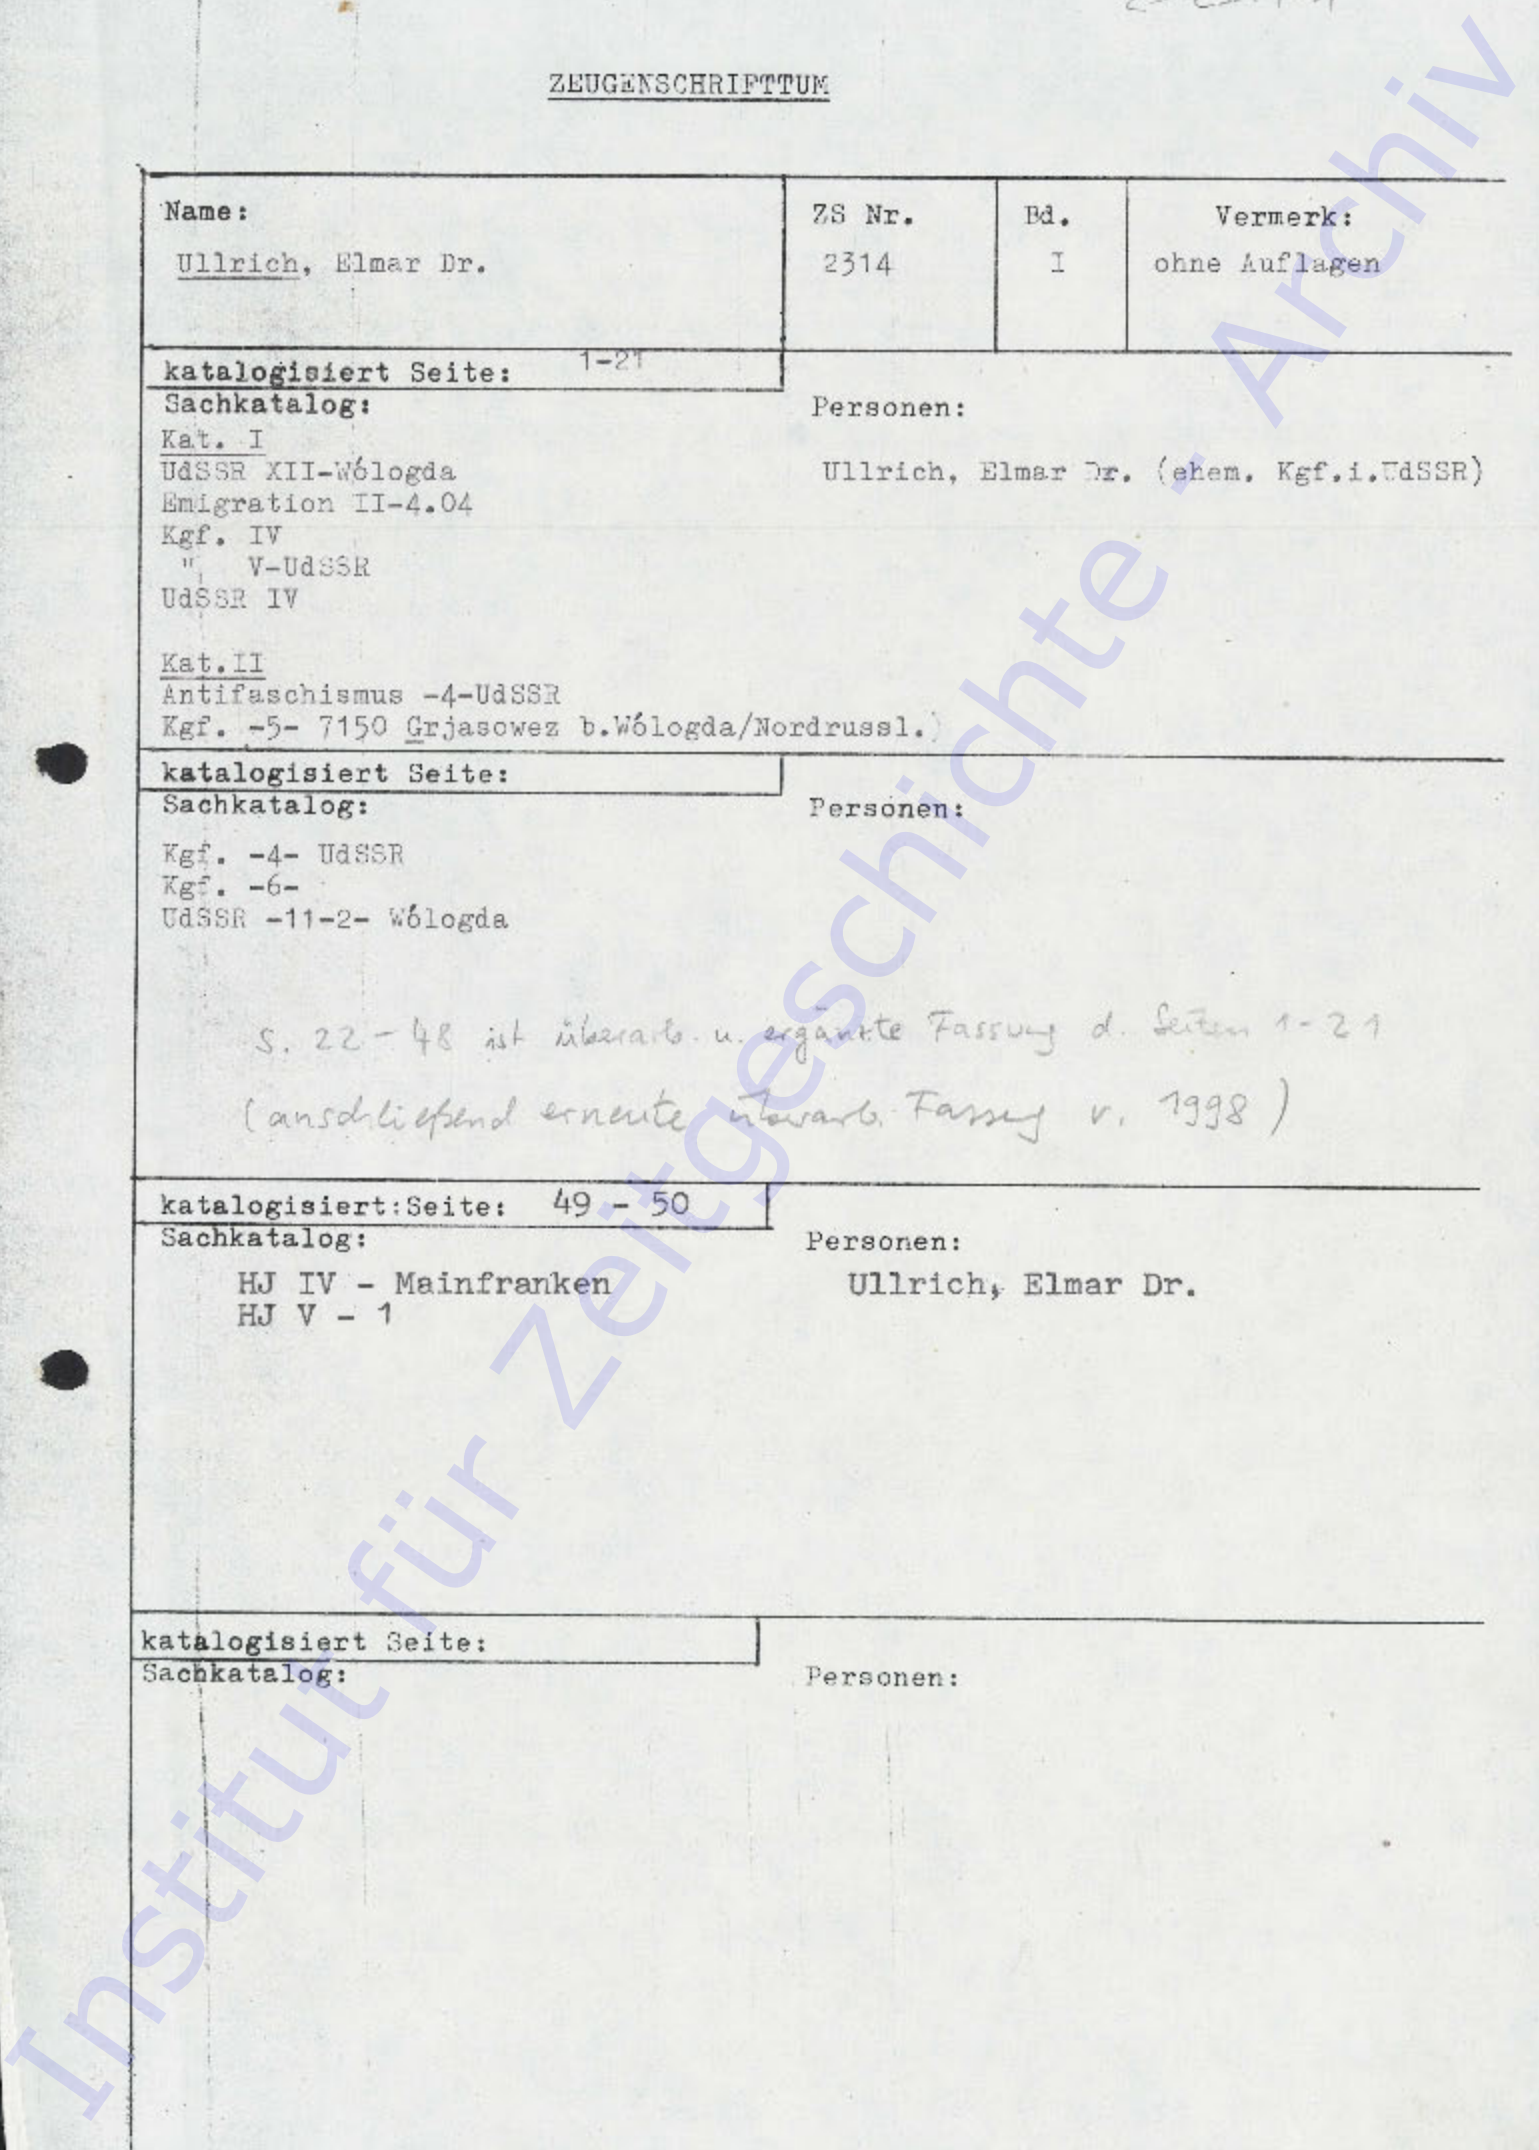 ZEUGENSCHRIFTTUM
Name:
Ullrich, Elmar Dr.
ZS Nr.
2314
Bd.
I
Vermerk:
ohne Auflagen
katalogisiert Seite: 1-21
Sachkatalog:
Personen:
Kat. I
UdSSR XII-Wólogda
Ullrich, Elmar Dr. (ehem. Kgf.i.UdSSR)
Emigration II-4.04
Kgf. IV
" V-UdSSR
UdSSR IV
Kat.II
Antifaschismus -4-UdSSR
Kgf. -5- 7150 Grjasowez b.Wólogda/Nordrussl.)
katalogisiert Seite:
Sachkatalog:
Personen:
Kgf. -4- UdSSR
Kgf. -6-
UdSSR -11-2- Wólogda
S. 22 - 48 ist überarb. u. ergänzte Fassung d. Seiten 1-21
(anschließend erneute überarb. Fassung v. 1998)
katalogisiert:Seite: 49 - 50
Sachkatalog:
Personen:
HJ IV - Mainfranken
Ullrich, Elmar Dr.
HJ V - 1
katalogisiert Seite:
Sachkatalog:
Personen:
Institut für Zeitgeschichte - Archiv